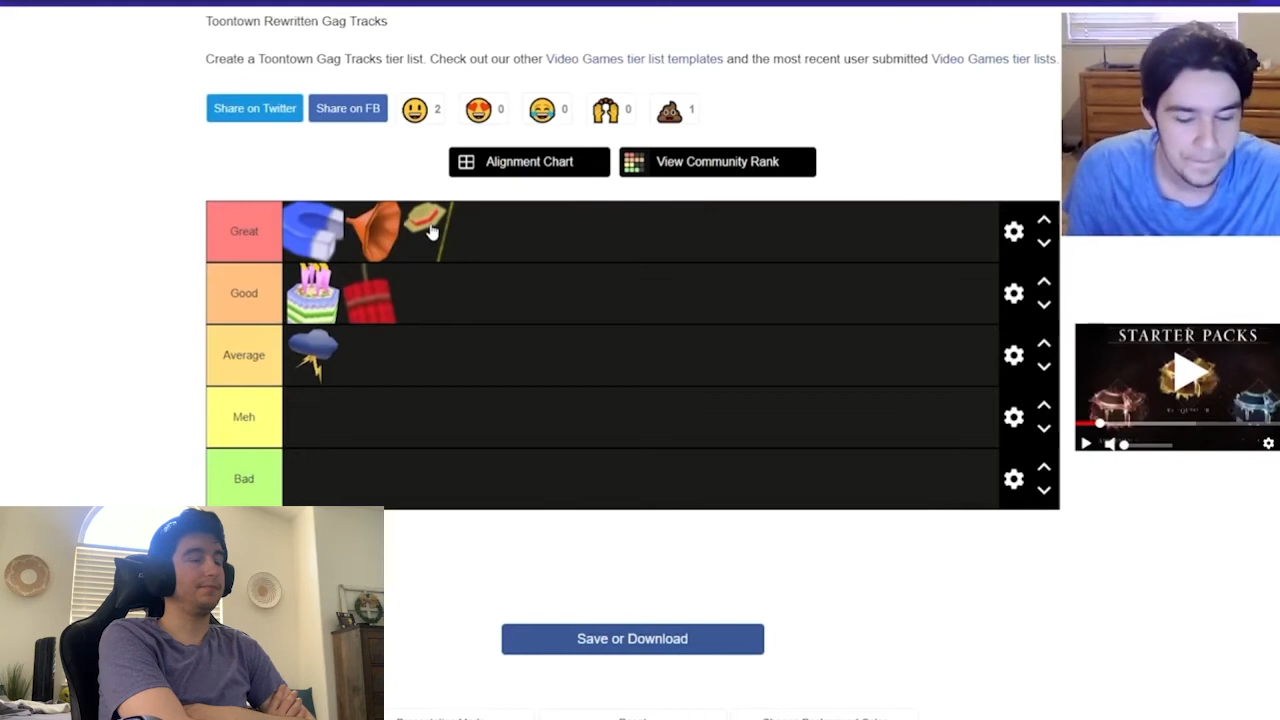 Toontown Rewritten Gag Tracks
Create a Toontown Gag Tracks tier list. Check out our other Video Games tier list templates and the most recent user submitted Video Games tier lists.
Share on Twitter
Share on FB
2
0
0
0
1
Alignment Chart
View Community Rank
Great
Good
Average
Meh
Bad
STARTER PACKS
Save or Download